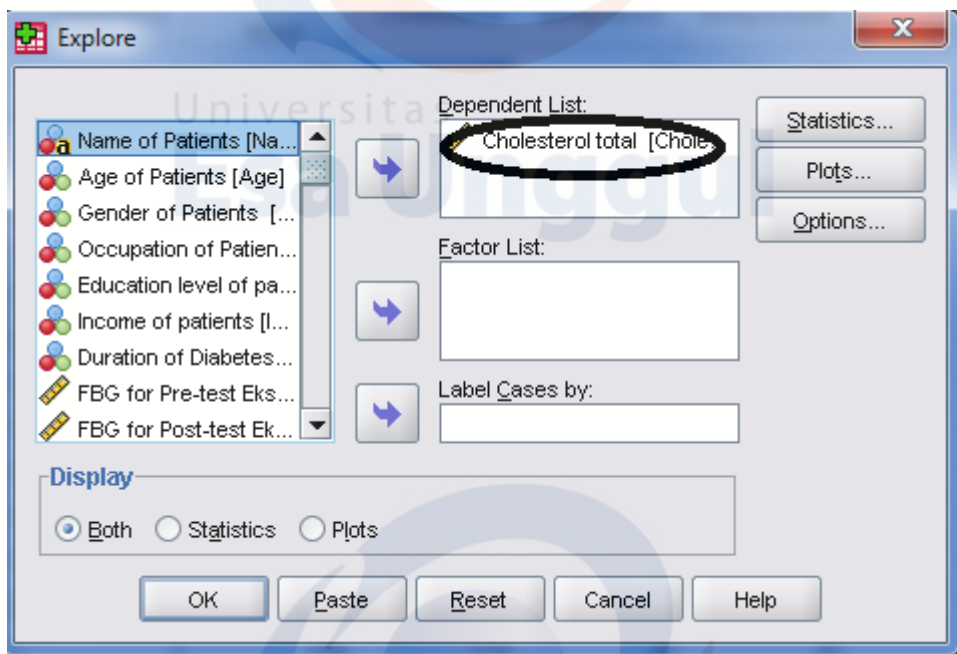 Explore
Universitas
Esa Unggul
Name of Patients [Na...
Age of Patients [Age]
Gender of Patients [...
Occupation of Patien...
Education level of pa...
Income of patients [I...
Duration of Diabetes...
FBG for Pre-test Eks...
FBG for Post-test Ek...
Dependent List:
Cholesterol total [Chole
Factor List:
Label Cases by:
Statistics...
Plots...
Options...
Display
Both Statistics Plots
OK Paste Reset Cancel Help